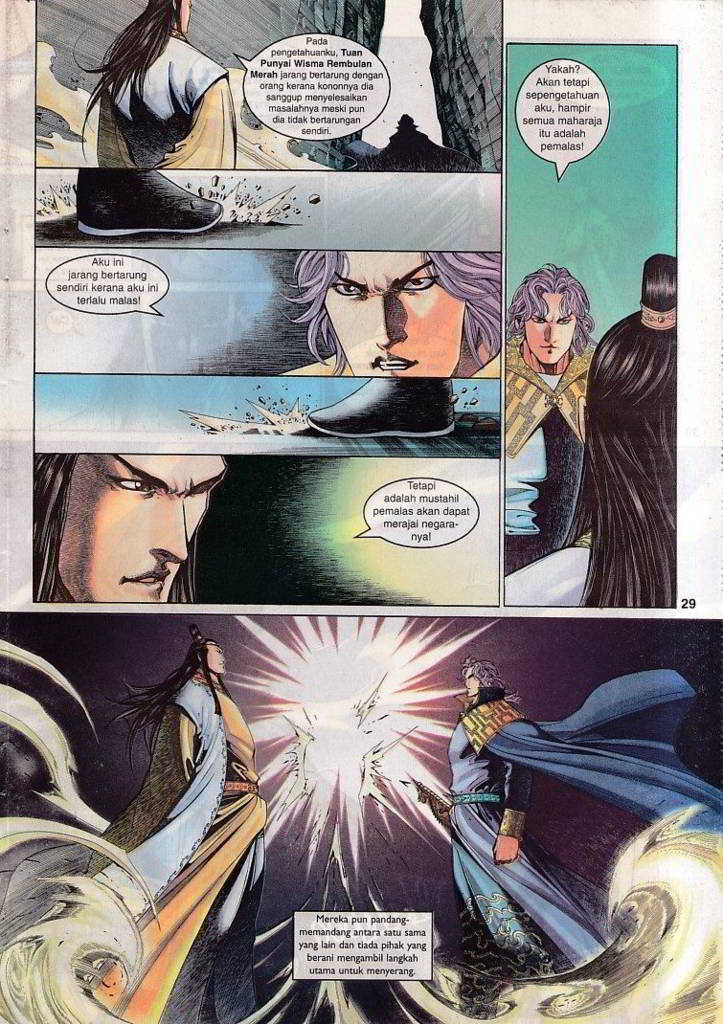 Pada
pengetahuanku, Tuan
Punyai Wisma Rembulan
Merah jarang bertarung dengan
orang kerana kononnya dia
sanggup menyelesaikan
masalahnya meski pun
dia tidak bertarung
sendiri.
Aku ini
jarang bertarung
sendiri kerana aku ini
terlalu malas!
Tetapi
adalah mustahil
pemalas akan dapat
merajai negara-
nya!
Yakah?
Akan tetapi
sepengetahuan
aku, hampir
semua maharaja
itu adalah
pemalas!
29
Mereka pun pandang-
memandang antara satu sama
yang lain dan tiada pihak yang
berani mengambil langkah
utama untuk menyerang.